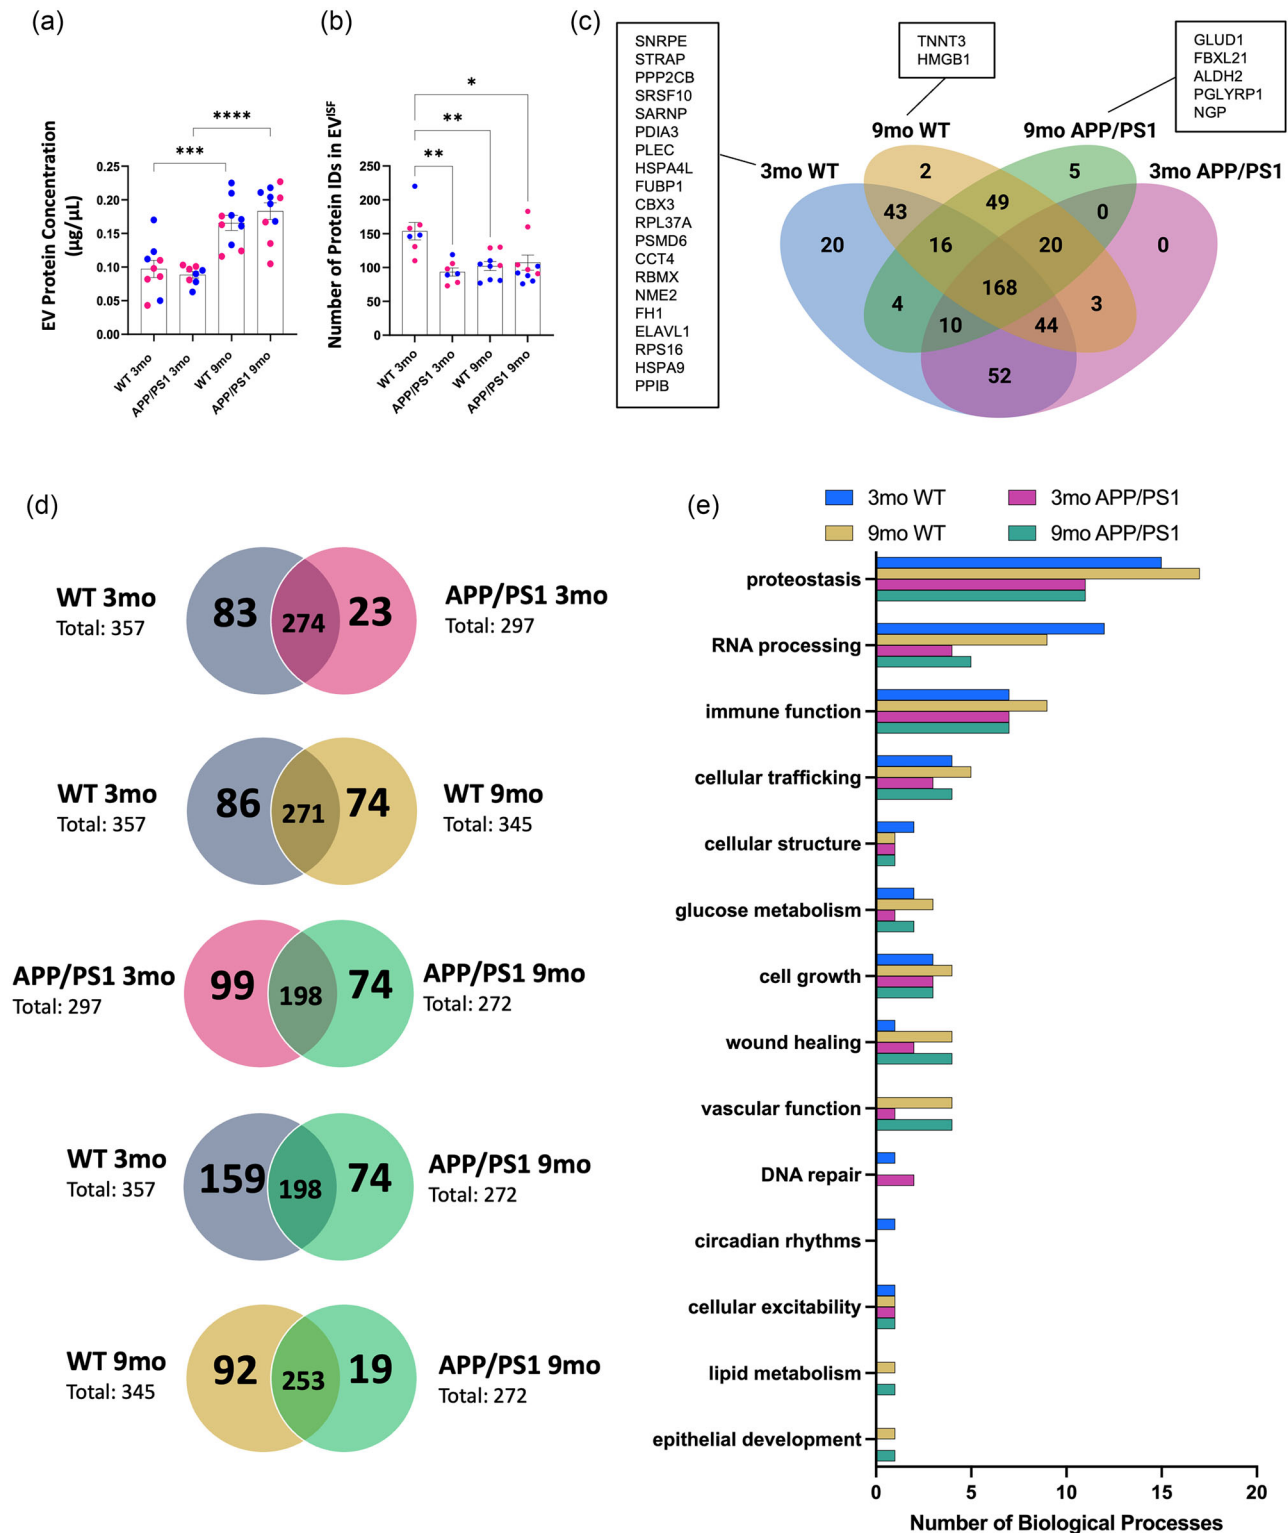 (a)
EV Protein Concentration
(µg/µL)
0.25
0.20
0.15
0.10
0.05
0.00
***
****
WT 3mo
APP/PS1 3mo
WT 9mo
APP/PS1 9mo
(b)
Number of Protein IDs in EVᴵˢᶠ
250
200
150
100
50
0
*
**
**
WT 3mo
APP/PS1 3mo
WT 9mo
APP/PS1 9mo
(c)
SNRPE
STRAP
PPP2CB
SRSF10
SARNP
PDIA3
PLEC
HSPA4L
FUBP1
CBX3
RPL37A
PSMD6
CCT4
RBMX
NME2
FH1
ELAVL1
RPS16
HSPA9
PPIB
TNNT3
HMGB1
GLUD1
FBXL21
ALDH2
PGLYRP1
NGP
9mo WT
9mo APP/PS1
3mo WT
3mo APP/PS1
2
5
43
49
0
20
16
20
0
168
4
3
10
44
52
(d)
WT 3mo
Total: 357
83
274
23
APP/PS1 3mo
Total: 297
WT 3mo
Total: 357
86
271
74
WT 9mo
Total: 345
APP/PS1 3mo
Total: 297
99
198
74
APP/PS1 9mo
Total: 272
WT 3mo
Total: 357
159
198
74
APP/PS1 9mo
Total: 272
WT 9mo
Total: 345
92
253
19
APP/PS1 9mo
Total: 272
(e)
3mo WT
3mo APP/PS1
9mo WT
9mo APP/PS1
proteostasis
RNA processing
immune function
cellular trafficking
cellular structure
glucose metabolism
cell growth
wound healing
vascular function
DNA repair
circadian rhythms
cellular excitability
lipid metabolism
epithelial development
0
5
10
15
20
Number of Biological Processes